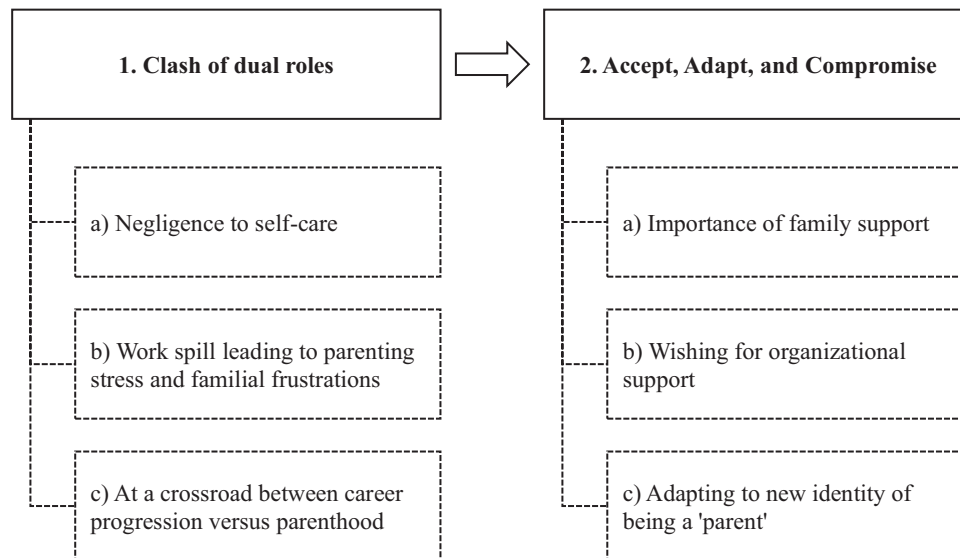 1. Clash of dual roles
2. Accept, Adapt, and Compromise
a) Negligence to self-care
b) Work spill leading to parenting
stress and familial frustrations
c) At a crossroad between career
progression versus parenthood
a) Importance of family support
b) Wishing for organizational
support
c) Adapting to new identity of
being a 'parent'